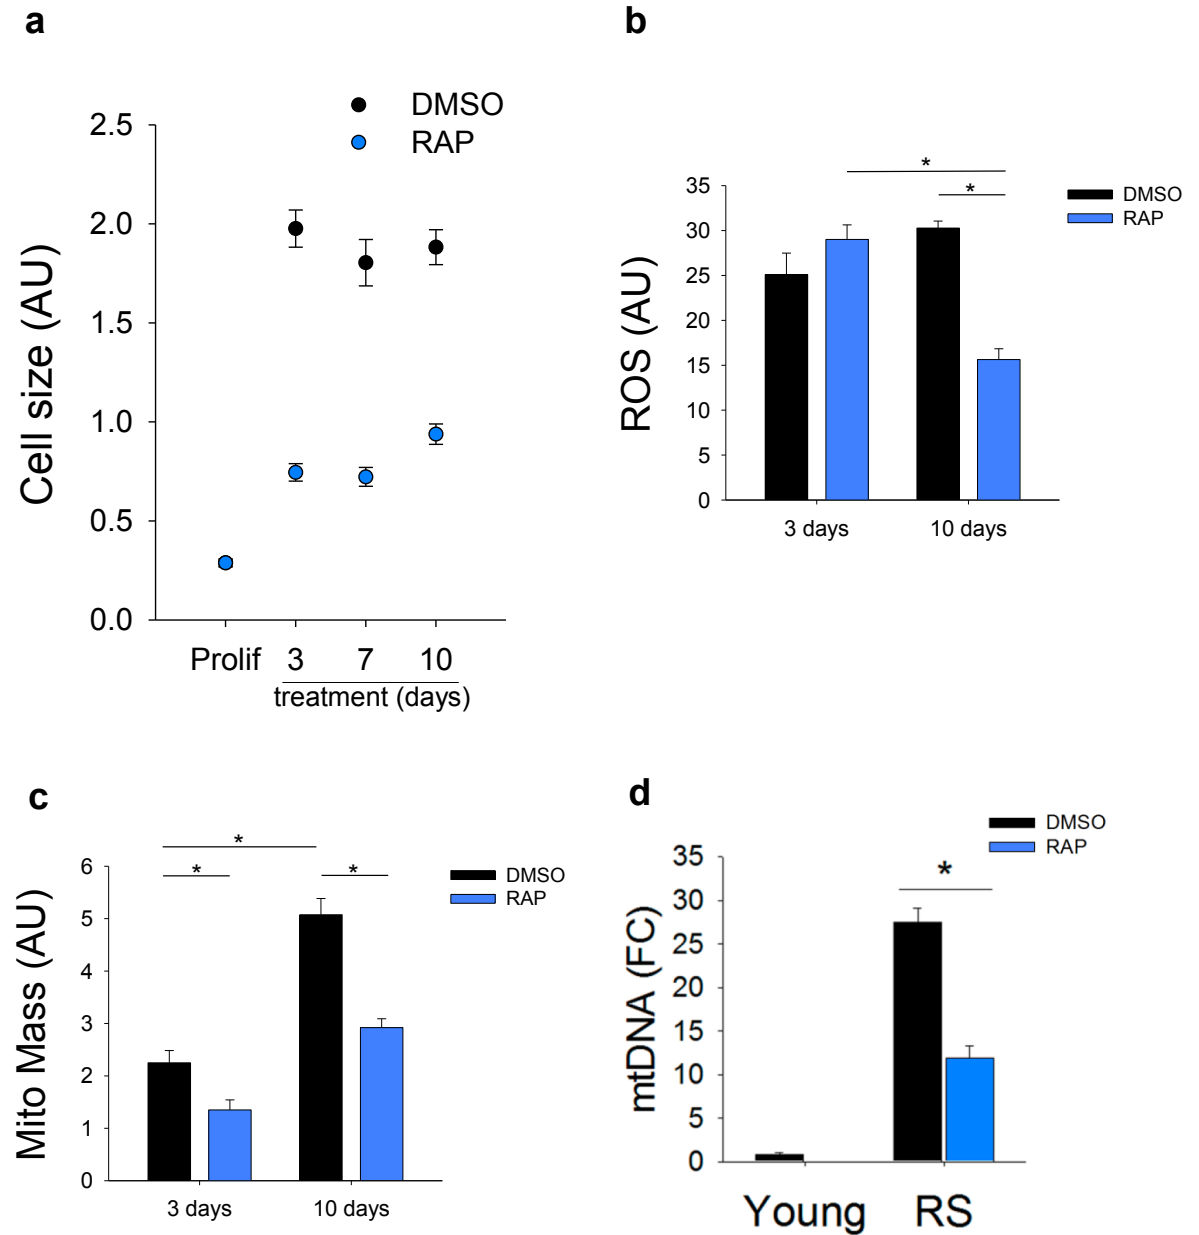 a
DMSO
RAP
Cell size (AU)
2.5
2.0
1.5
1.0
0.5
0.0
Prolif 3 7 10
treatment (days)
b
DMSO
RAP
ROS (AU)
35
30
25
20
15
10
5
0
* 
*
3 days 10 days
c
DMSO
RAP
Mito Mass (AU)
6
5
4
3
2
1
0
*
* *
3 days 10 days
d
DMSO
RAP
mtDNA (FC)
35
30
25
20
15
10
5
0
*
Young RS